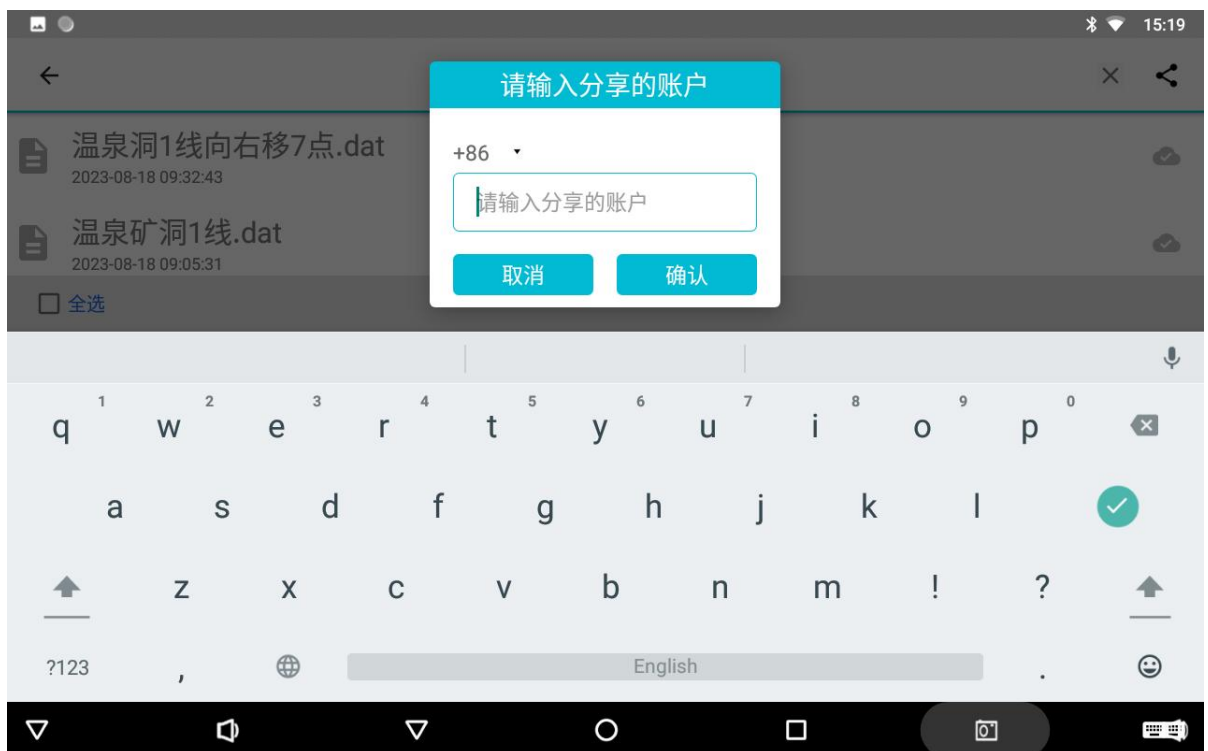 15:19
请输入分享的账户
温泉洞1线向右移7点.dat
2023-08-18 09:32:43
+86
请输入分享的账户
温泉矿洞1线.dat
2023-08-18 09:05:31
取消 确认
全选
1 2 3 4 5 6 7 8 9 0
q w e r t y u i o p
a s d f g h j k l
z x c v b n m ! ?
?123 , English .